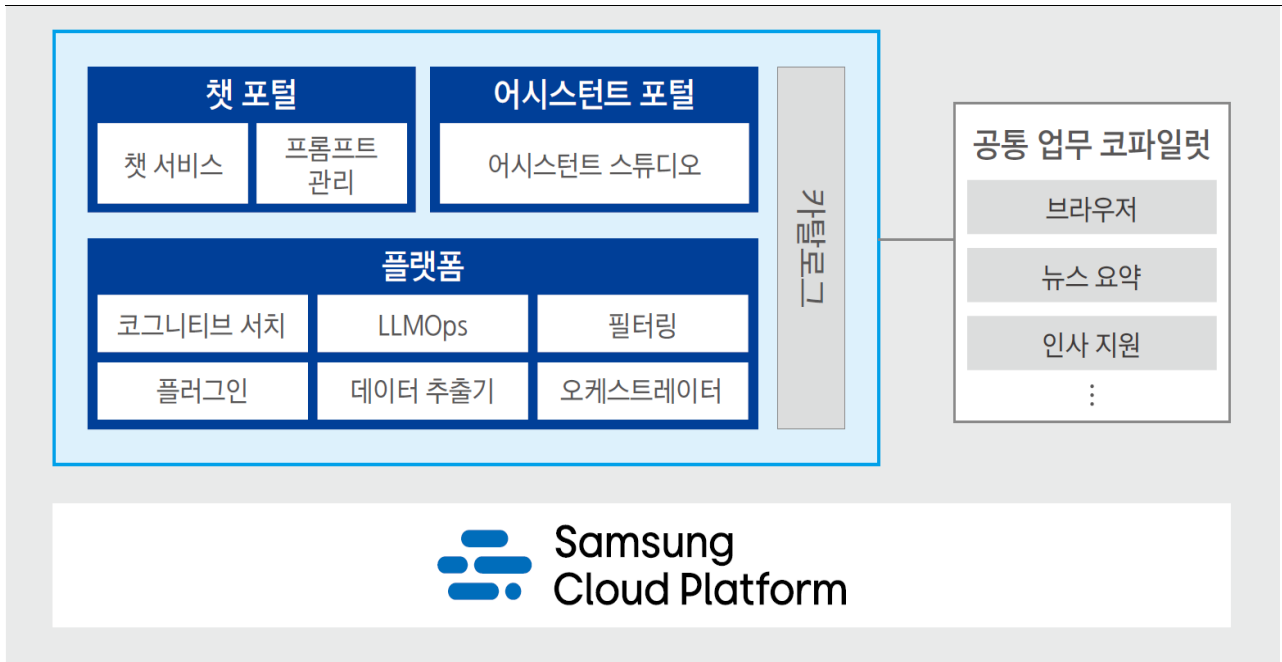 챗 포털
챗 서비스
프롬프트
관리
어시스턴트 포털
어시스턴트 스튜디오
플랫폼
코그니티브 서치
LLMOps
필터링
플러그인
데이터 추출기
오케스트레이터
카탈로그
공통 업무 코파일럿
브라우저
뉴스 요약
인사 지원
⋮
Samsung
Cloud Platform